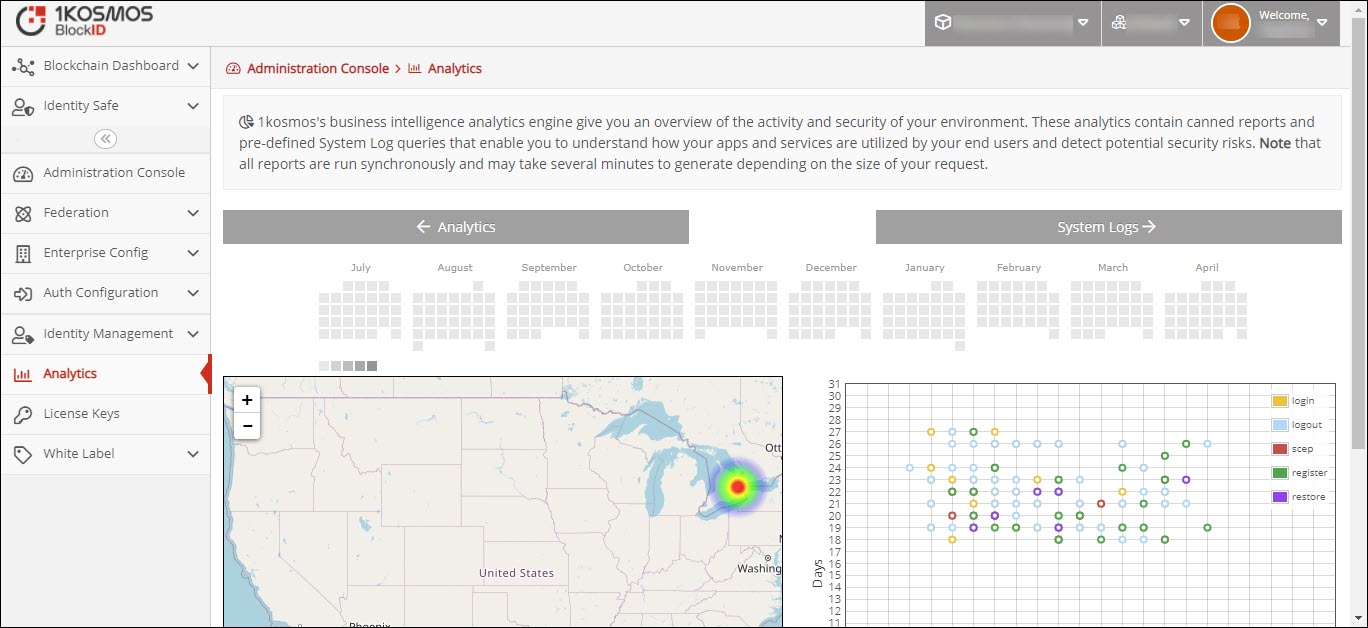 1KOSMOS
BlockID
Welcome,
Blockchain Dashboard
Identity Safe
Administration Console
Federation
Enterprise Config
Auth Configuration
Identity Management
Analytics
License Keys
White Label
Administration Console > Analytics
1kosmos's business intelligence analytics engine give you an overview of the activity and security of your environment. These analytics contain canned reports and
pre-defined System Log queries that enable you to understand how your apps and services are utilized by your end users and detect potential security risks. Note that
all reports are run synchronously and may take several minutes to generate depending on the size of your request.
← Analytics
System Logs →
July August September October November December January February March April
+
−
Ott
Washing
United States
Phoenix
31
30
29
28
27
26
25
24
23
22
21
20
19
18
17
16
15
14
13
12
11
Days
login
logout
scep
register
restore